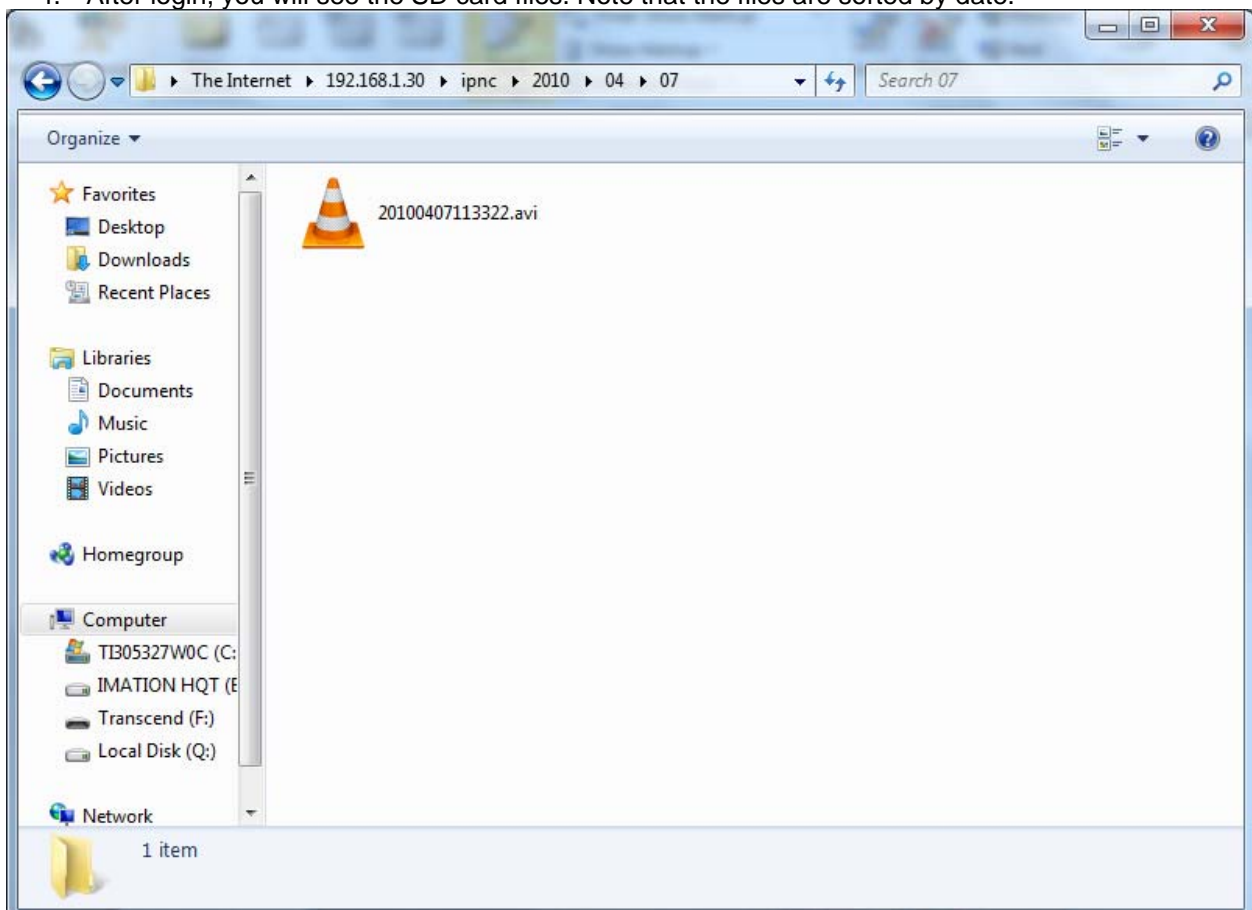 After login, you will see the SD card files. Note that the files are sorted by date.
The Internet 192.168.1.30 ipnc 2010 04 07
Search 07
Organize
Favorites
Desktop
Downloads
Recent Places
Libraries
Documents
Music
Pictures
Videos
Homegroup
Computer
TI305327W0C (C:
IMATION HQT (E
Transcend (F:)
Local Disk (Q:)
Network
20100407113322.avi
1 item